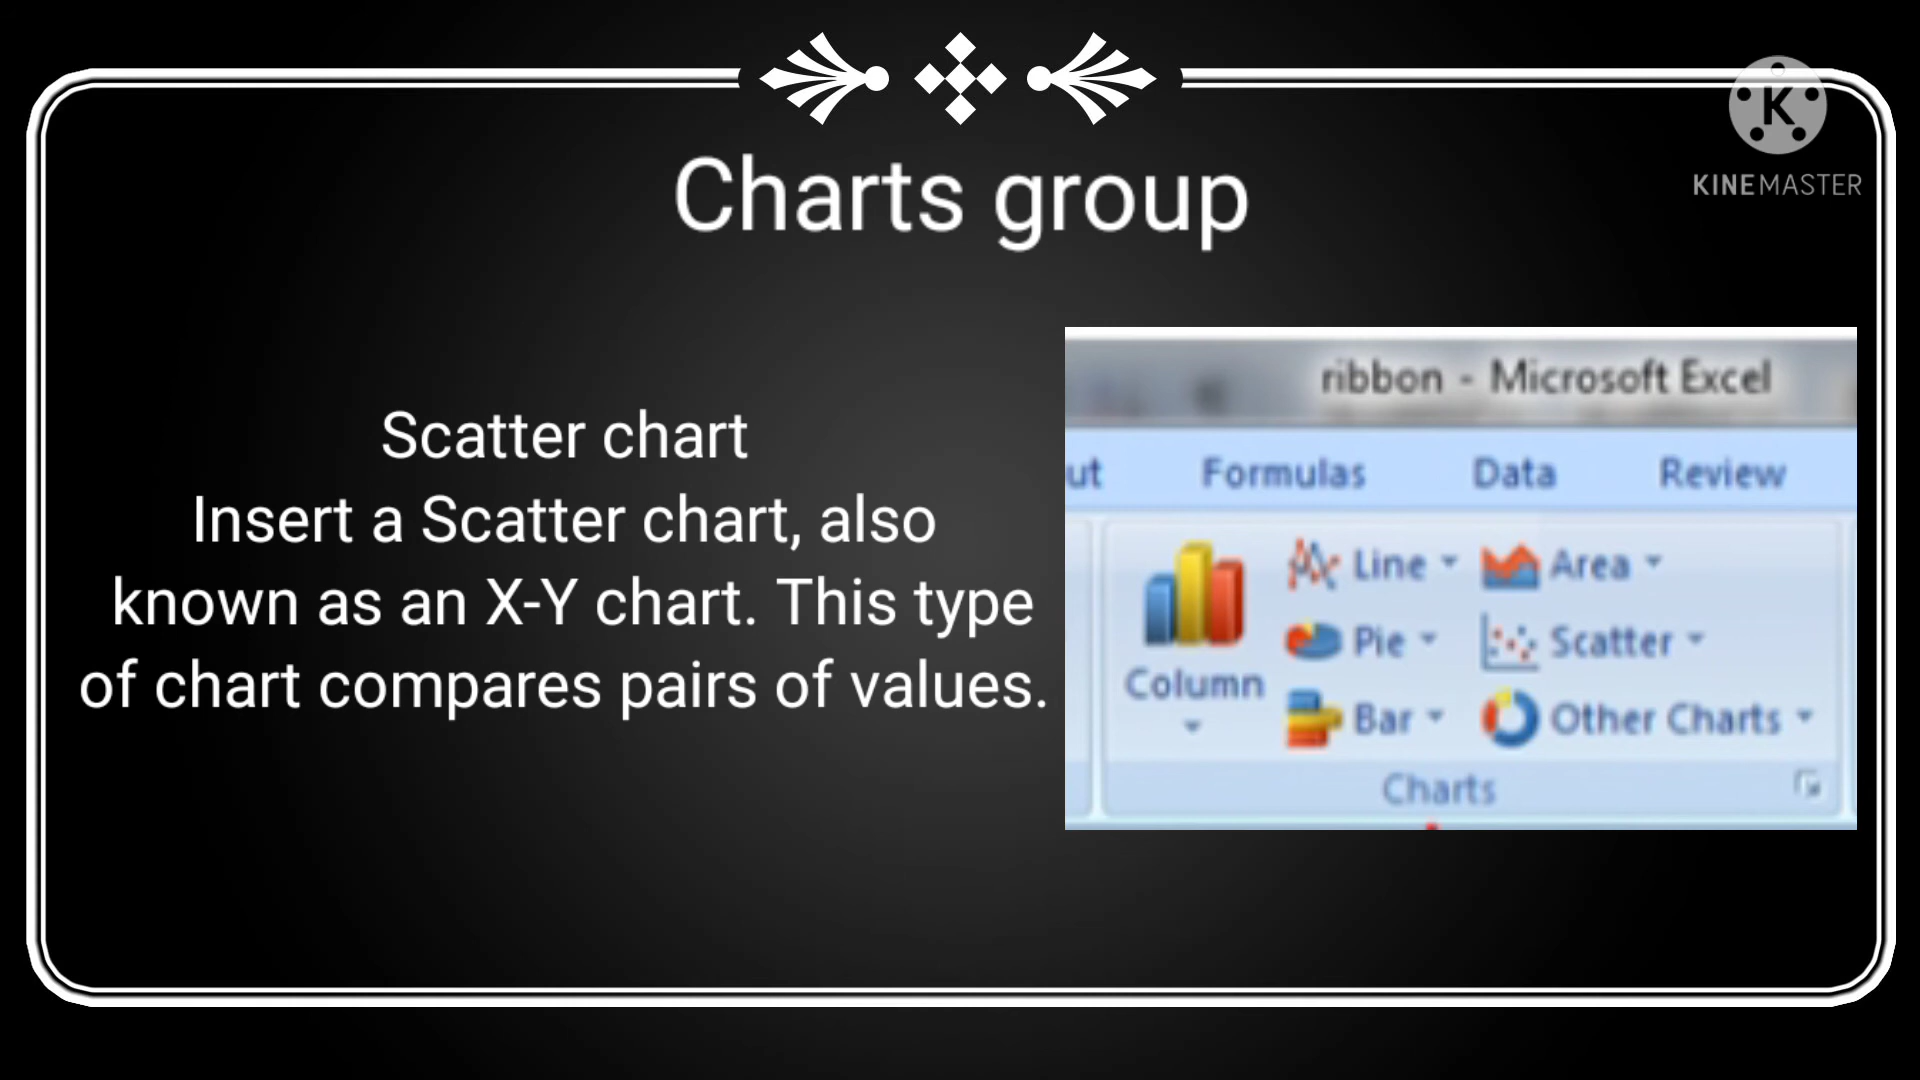 K
KINEMASTER
Charts group
Scatter chart
Insert a Scatter chart, also
known as an X-Y chart. This type
of chart compares pairs of values.
ribbon - Microsoft Excel
ut Formulas Data Review
Column
Line
Pie
Bar
Area
Scatter
Other Charts
Charts